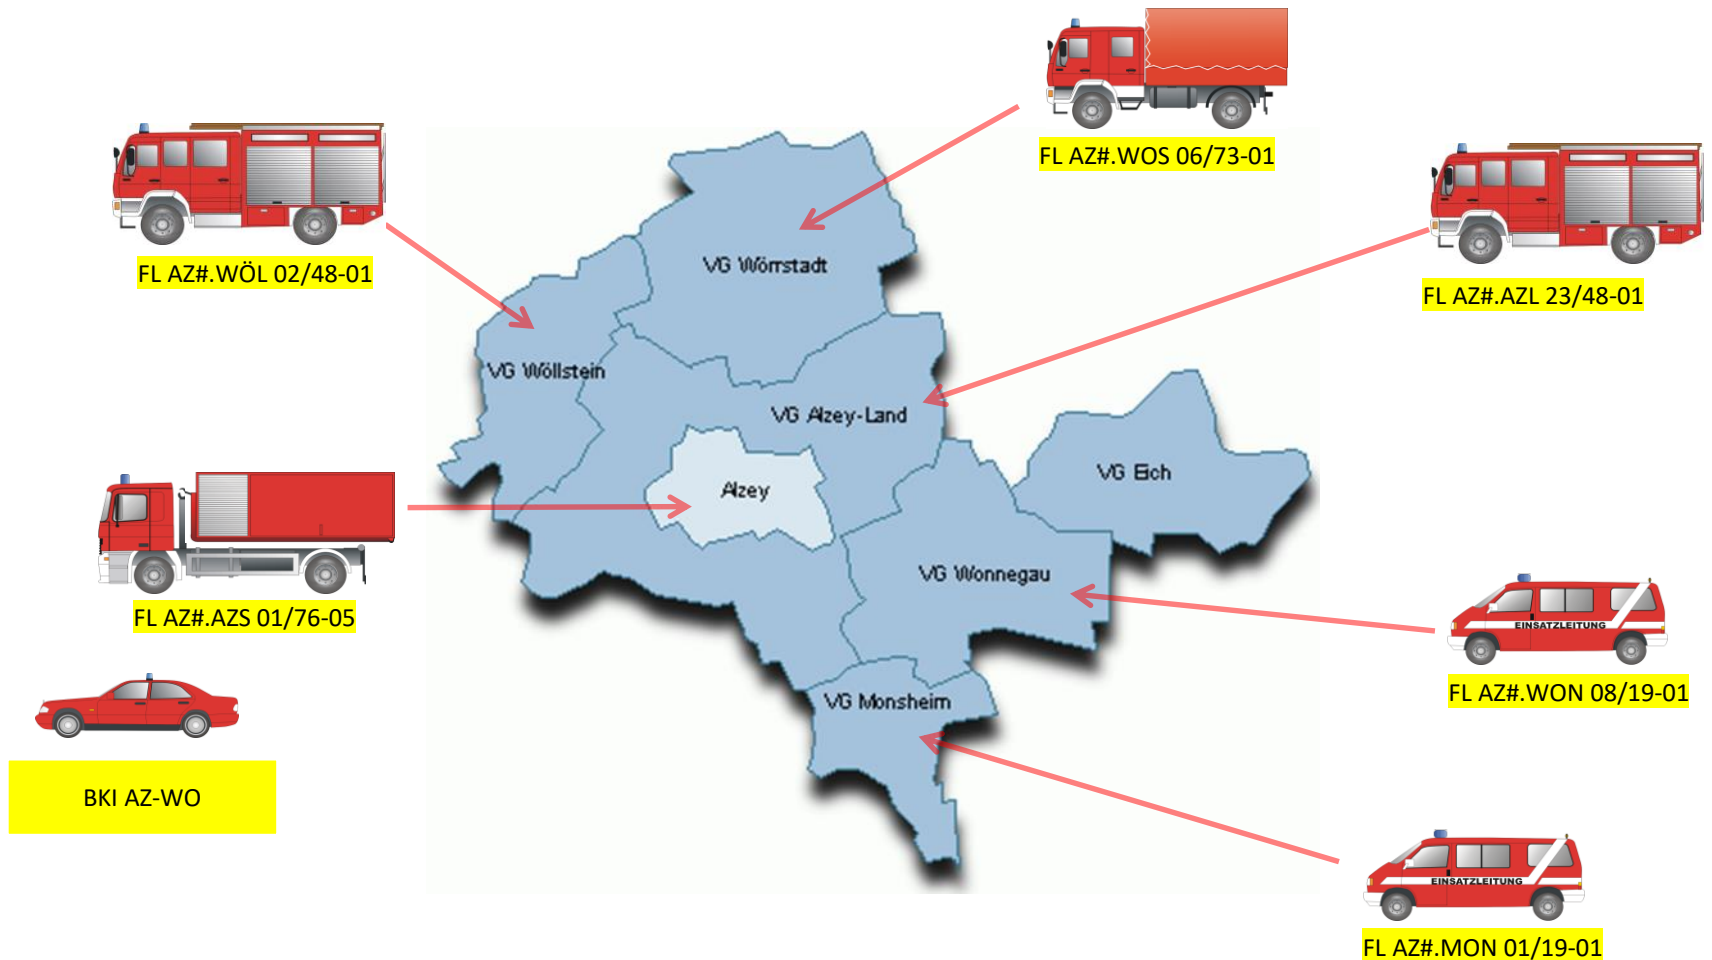 FL AZ#.WOS 06/73-01
FL AZ#.WÖL 02/48-01
FL AZ#.AZL 23/48-01
VG Wörrstadt
VG Wöllstein
VG Alzey-Land
VG Eich
Alzey
VG Wonnegau
FL AZ#.AZS 01/76-05
EINSATZLEITUNG
FL AZ#.WON 08/19-01
VG Monsheim
BKI AZ-WO
EINSATZLEITUNG
FL AZ#.MON 01/19-01